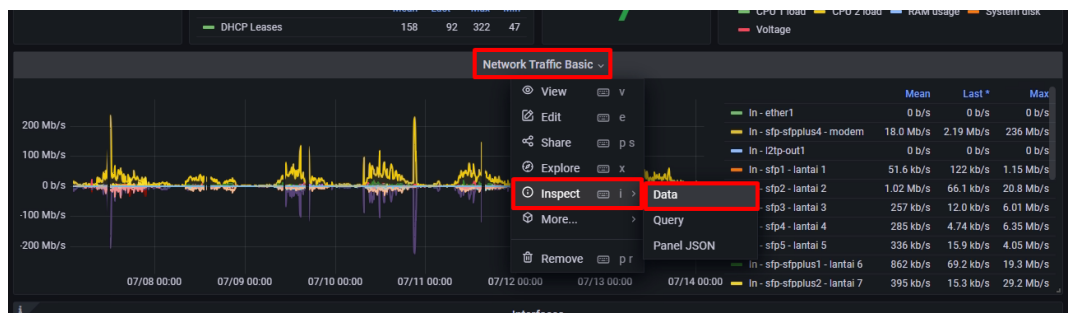 Mean Last Max Min
DHCP Leases 158 92 322 47
CPU 1 load CPU 2 load RAM usage System disk
Voltage
Network Traffic Basic
View v
Edit e
Share p s
Explore x
Inspect i
More...
Remove p r
Data
Query
Panel JSON
200 Mb/s
100 Mb/s
0 b/s
-100 Mb/s
-200 Mb/s
07/08 00:00 07/09 00:00 07/10 00:00 07/11 00:00 07/12 00:00 07/13 00:00 07/14 00:00
Mean Last * Max
In - ether1 0 b/s 0 b/s 0 b/s
In - sfp-sfpplus4 - modem 18.0 Mb/s 2.19 Mb/s 236 Mb/s
In - l2tp-out1 0 b/s 0 b/s 0 b/s
In - sfp1 - lantai 1 51.6 kb/s 122 kb/s 1.15 Mb/s
- sfp2 - lantai 2 1.02 Mb/s 66.1 kb/s 20.8 Mb/s
- sfp3 - lantai 3 257 kb/s 12.0 kb/s 6.01 Mb/s
- sfp4 - lantai 4 285 kb/s 4.74 kb/s 6.35 Mb/s
- sfp5 - lantai 5 336 kb/s 15.9 kb/s 4.05 Mb/s
In - sfp-sfpplus1 - lantai 6 862 kb/s 69.2 kb/s 19.3 Mb/s
In - sfp-sfpplus2 - lantai 7 395 kb/s 15.3 kb/s 29.2 Mb/s
i
Interfaces